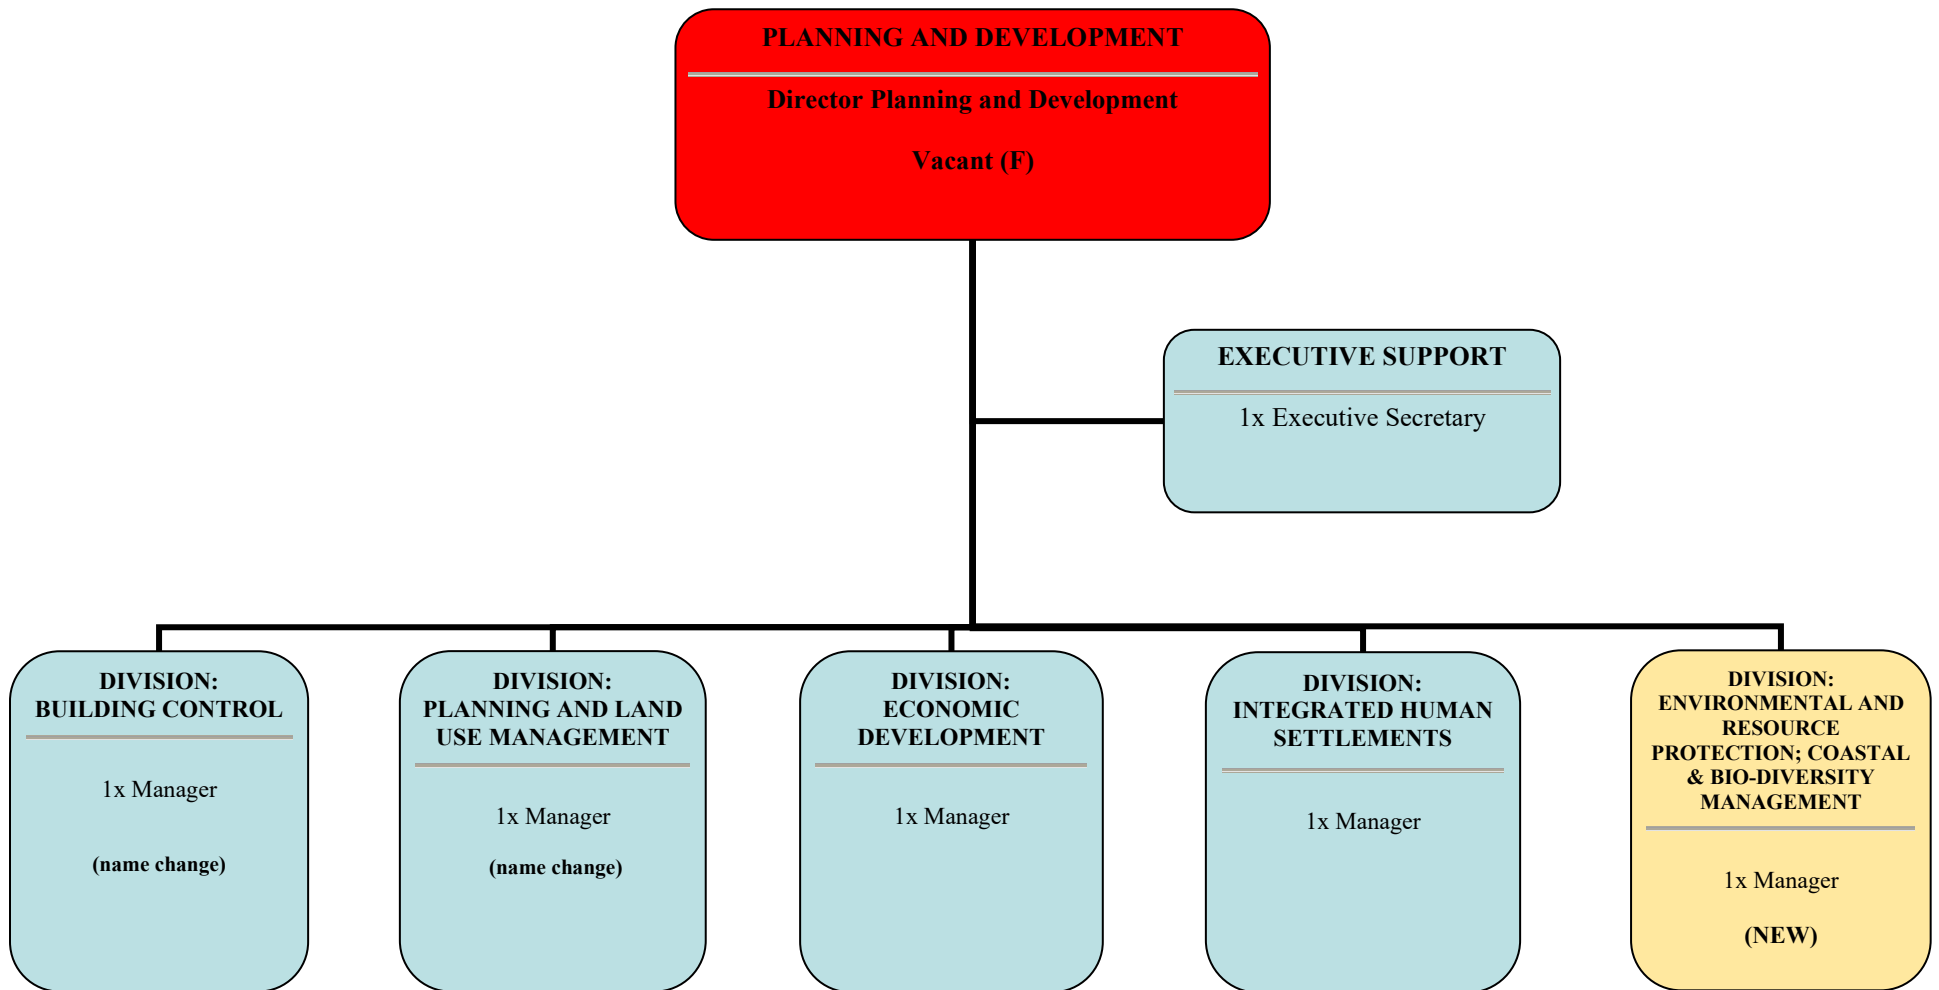 PLANNING AND DEVELOPMENT
Director Planning and Development
Vacant (F)
EXECUTIVE SUPPORT
1x Executive Secretary
DIVISION:
BUILDING CONTROL
1x Manager
(name change)
DIVISION:
PLANNING AND LAND
USE MANAGEMENT
1x Manager
(name change)
DIVISION:
ECONOMIC
DEVELOPMENT
1x Manager
DIVISION:
INTEGRATED HUMAN
SETTLEMENTS
1x Manager
DIVISION:
ENVIRONMENTAL AND
RESOURCE
PROTECTION; COASTAL
& BIO-DIVERSITY
MANAGEMENT
1x Manager
(NEW)